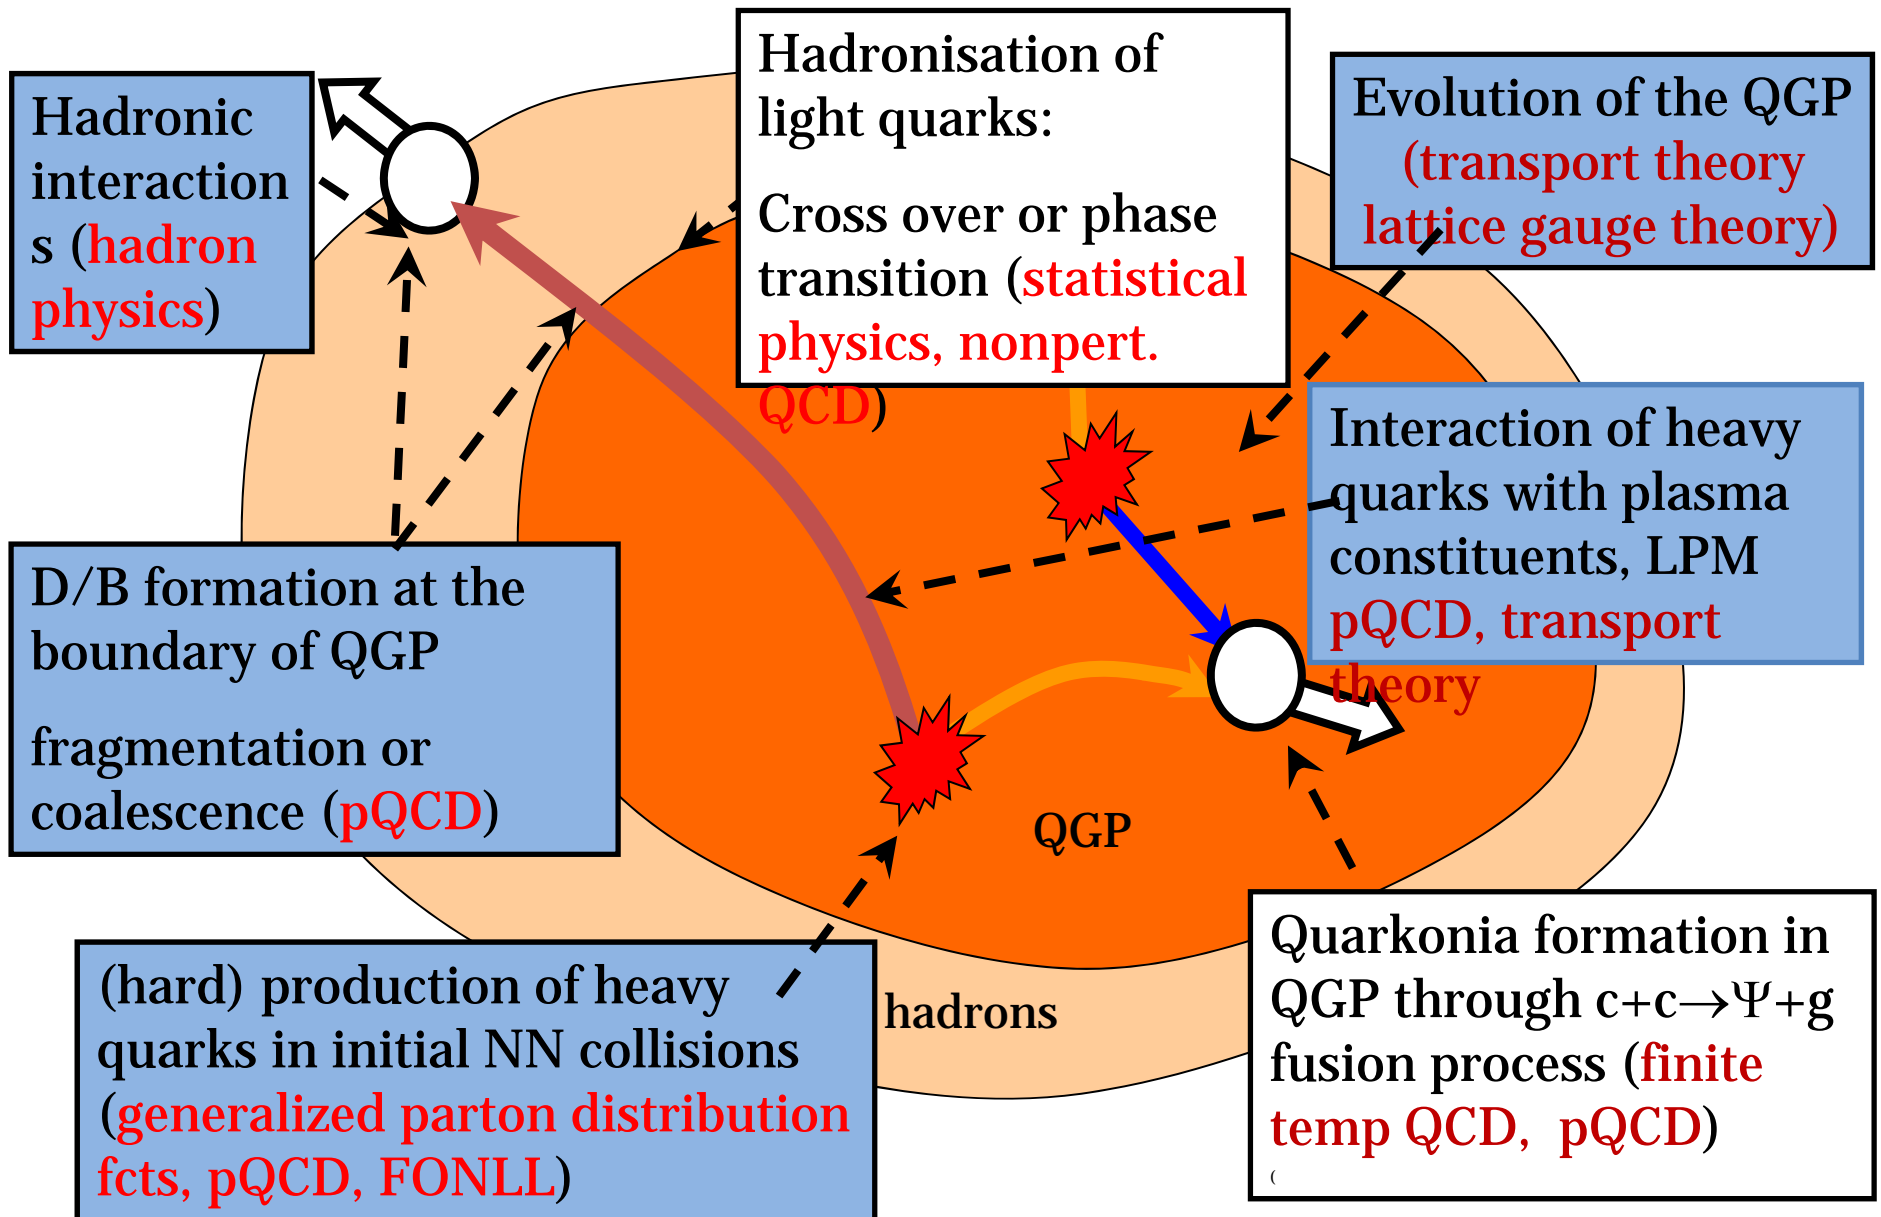 Hadronic
interaction
s (hadron
physics)
Hadronisation of
light quarks:
Cross over or phase
transition (statistical
physics, nonpert.
QCD)
Evolution of the QGP
(transport theory
lattice gauge theory)
Interaction of heavy
quarks with plasma
constituents, LPM
pQCD, transport
theory
D/B formation at the
boundary of QGP
fragmentation or
coalescence (pQCD)
QGP
hadrons
(hard) production of heavy
quarks in initial NN collisions
(generalized parton distribution
fcts, pQCD, FONLL)
Quarkonia formation in
QGP through c+c→Ψ+g
fusion process (finite
temp QCD, pQCD)
(